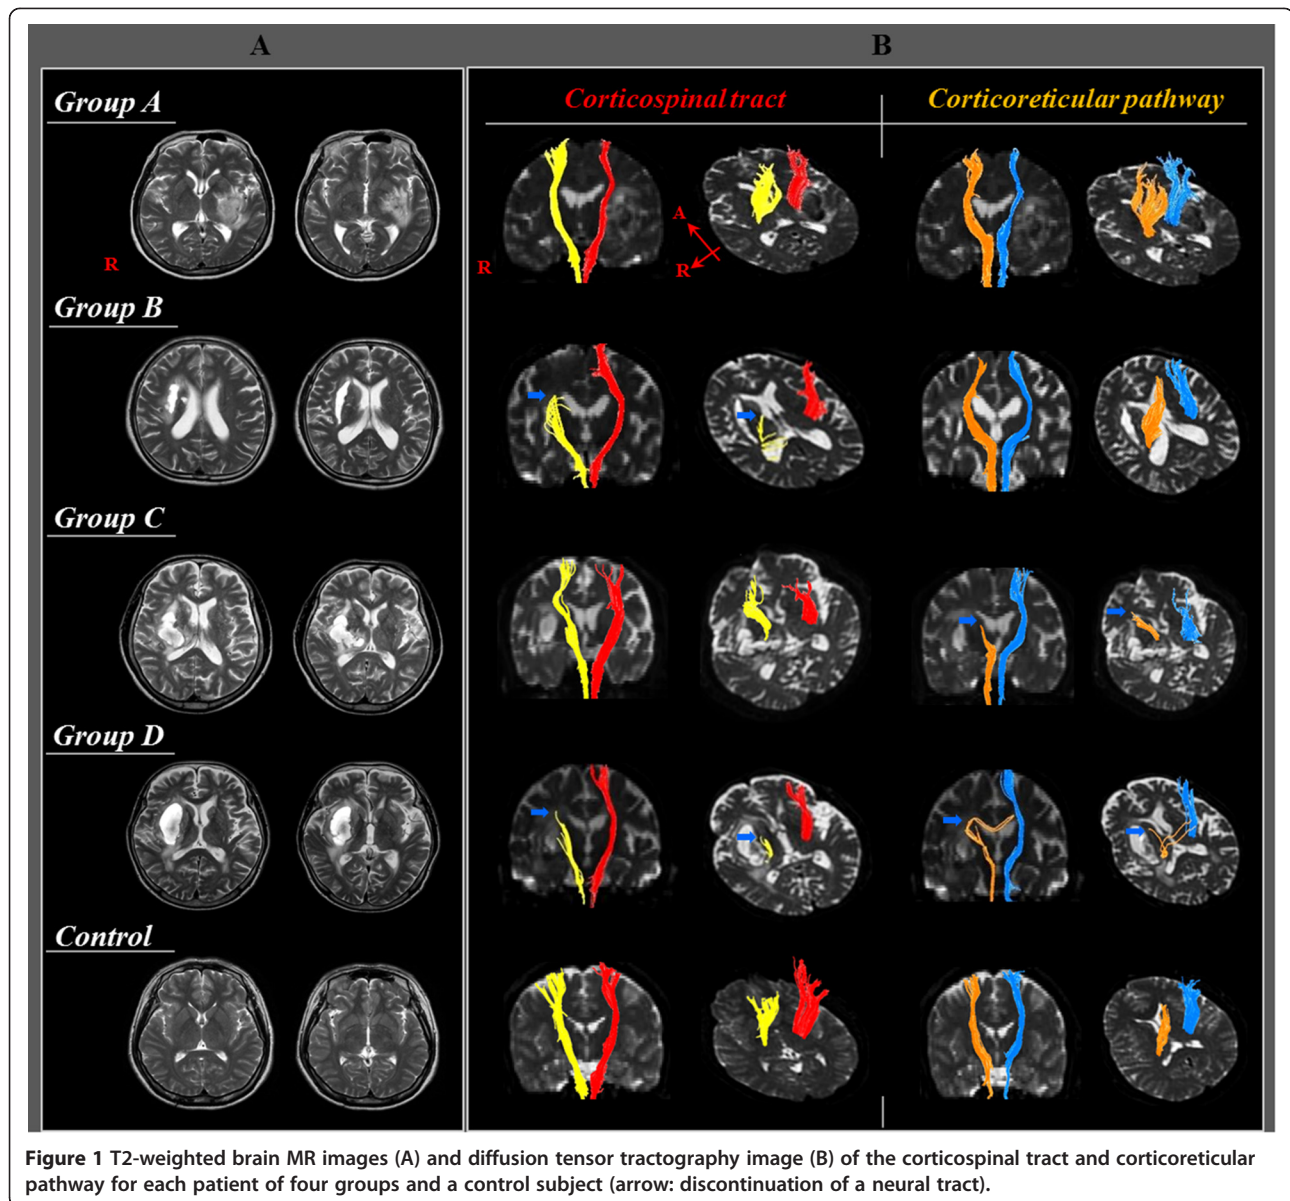 A
B
Group A
Corticospinal tract
Corticoreticular pathway
R
R
A
R
Group B
Group C
Group D
Control
Figure 1 T2-weighted brain MR images (A) and diffusion tensor tractography image (B) of the corticospinal tract and corticoreticular
pathway for each patient of four groups and a control subject (arrow: discontinuation of a neural tract).